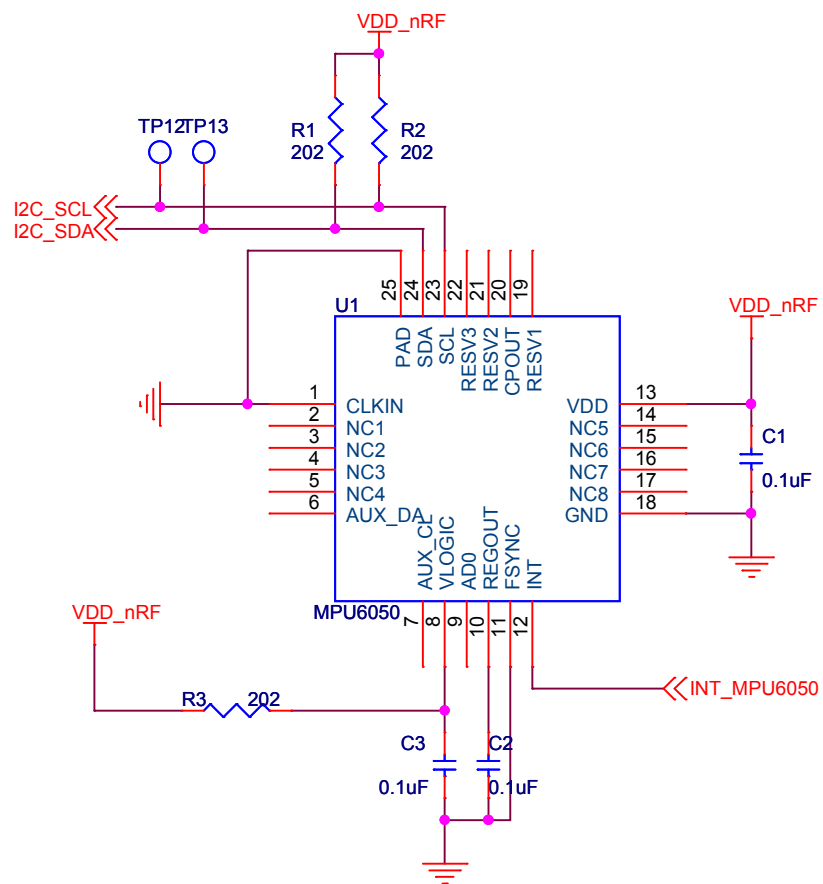 VDD_nRF
TP12 TP13
R1
202
R2
202
I2C_SCL
I2C_SDA
25 24 23 22 21 20 19
U1
PAD SDA SCL RESV3 RESV2 CPOUT RESV1
VDD_nRF
1 CLKIN
2 NC1
3 NC2
4 NC3
5 NC4
6 AUX_DA
VDD 13
NC5 14
NC6 15
NC7 16
NC8 17
GND 18
C1
0.1uF
AUX_CL VLOGIC AD0 REGOUT FSYNC INT
MPU6050
7 8 9 10 11 12
VDD_nRF
R3 202
INT_MPU6050
C3
0.1uF
C2
0.1uF